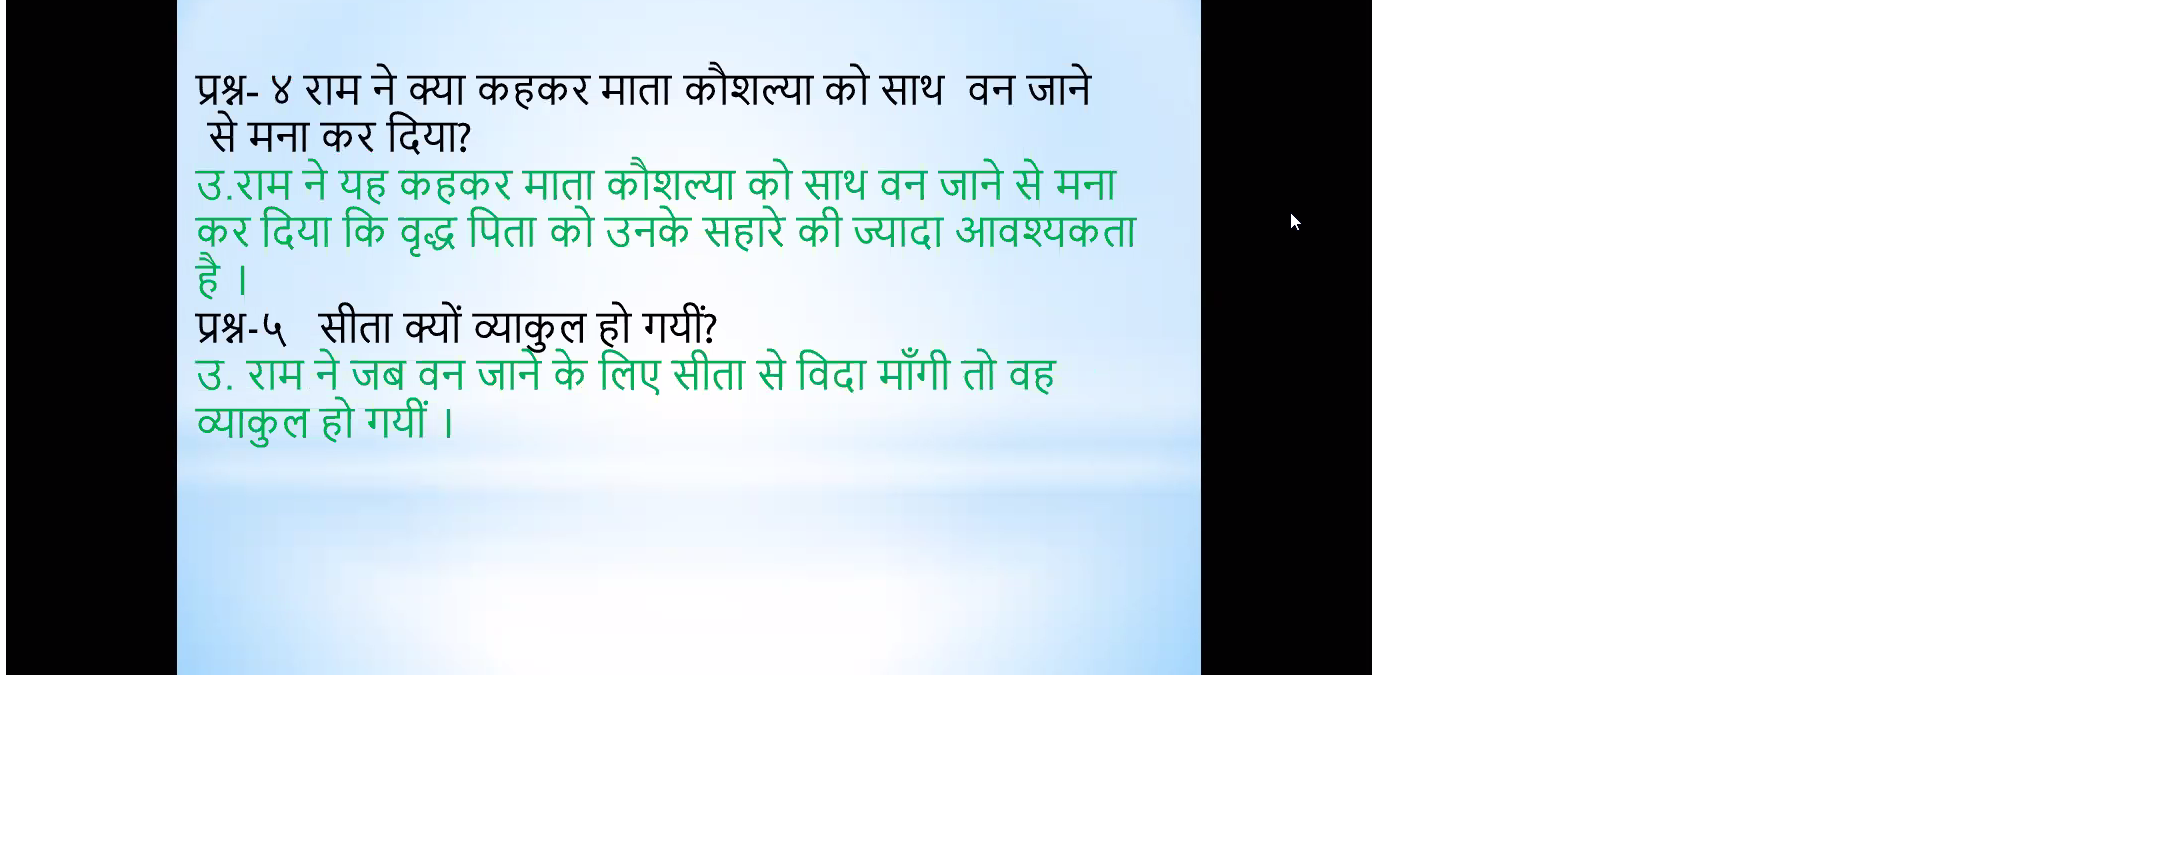 प्रश्न- ४ राम ने क्या कहकर माता कौशल्या को साथ वन जाने
से मना कर दिया?
उ.राम ने यह कहकर माता कौशल्या को साथ वन जाने से मना
कर दिया कि वृद्ध पिता को उनके सहारे की ज्यादा आवश्यकता
है ।
प्रश्न-५ सीता क्यों व्याकुल हो गयीं?
उ. राम ने जब वन जाने के लिए सीता से विदा माँगी तो वह
व्याकुल हो गयीं ।